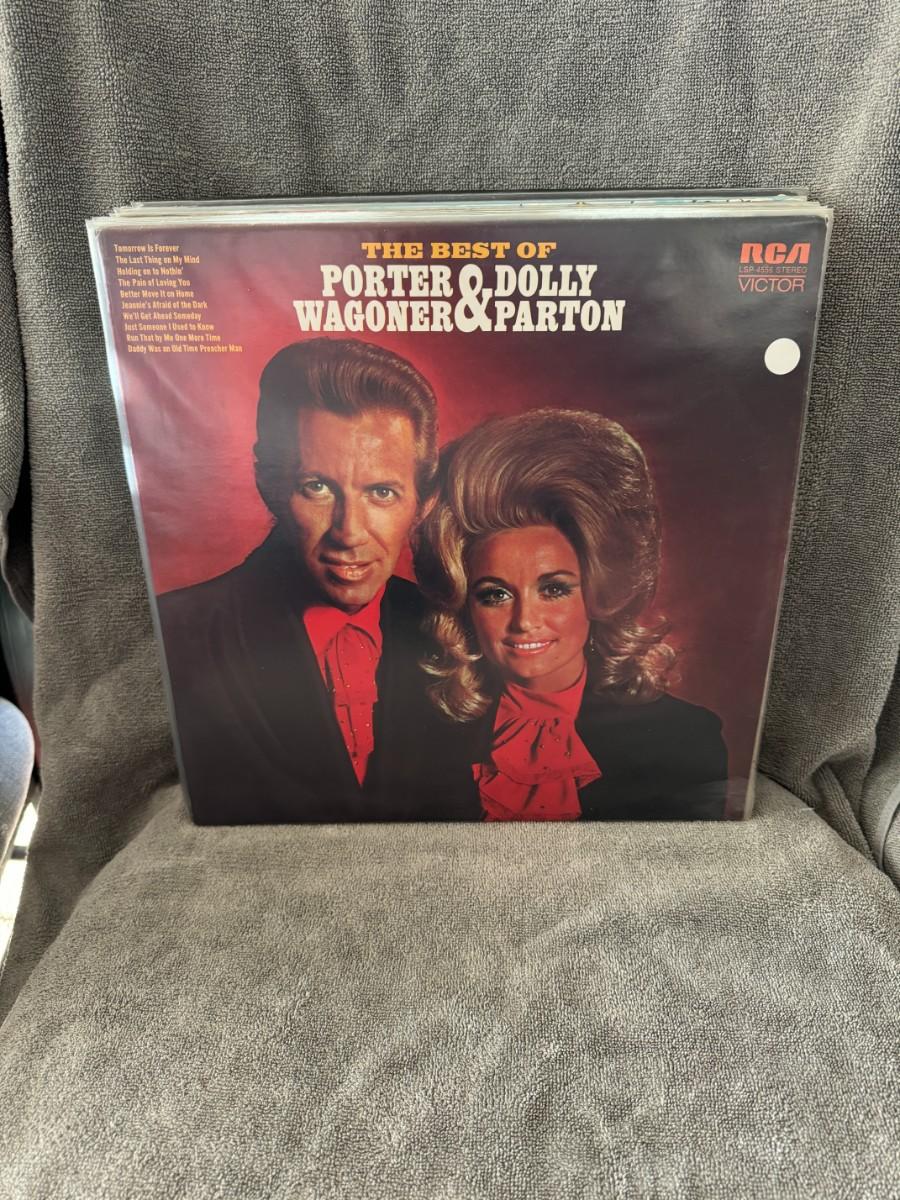 Tomorrow Is Forever
The Last Thing on My Mind
Holding on to Nothin'
The Pain of Loving You
Better Move It on Home
Jeannie's Afraid of the Dark
We'll Get Ahead Someday
Just Someone I Used to Know
Run That by Me One More Time
Daddy Was an Old Time Preacher Man
THE BEST OF
PORTER & DOLLY
WAGONER PARTON
RCA
LSP-4556 STEREO
VICTOR